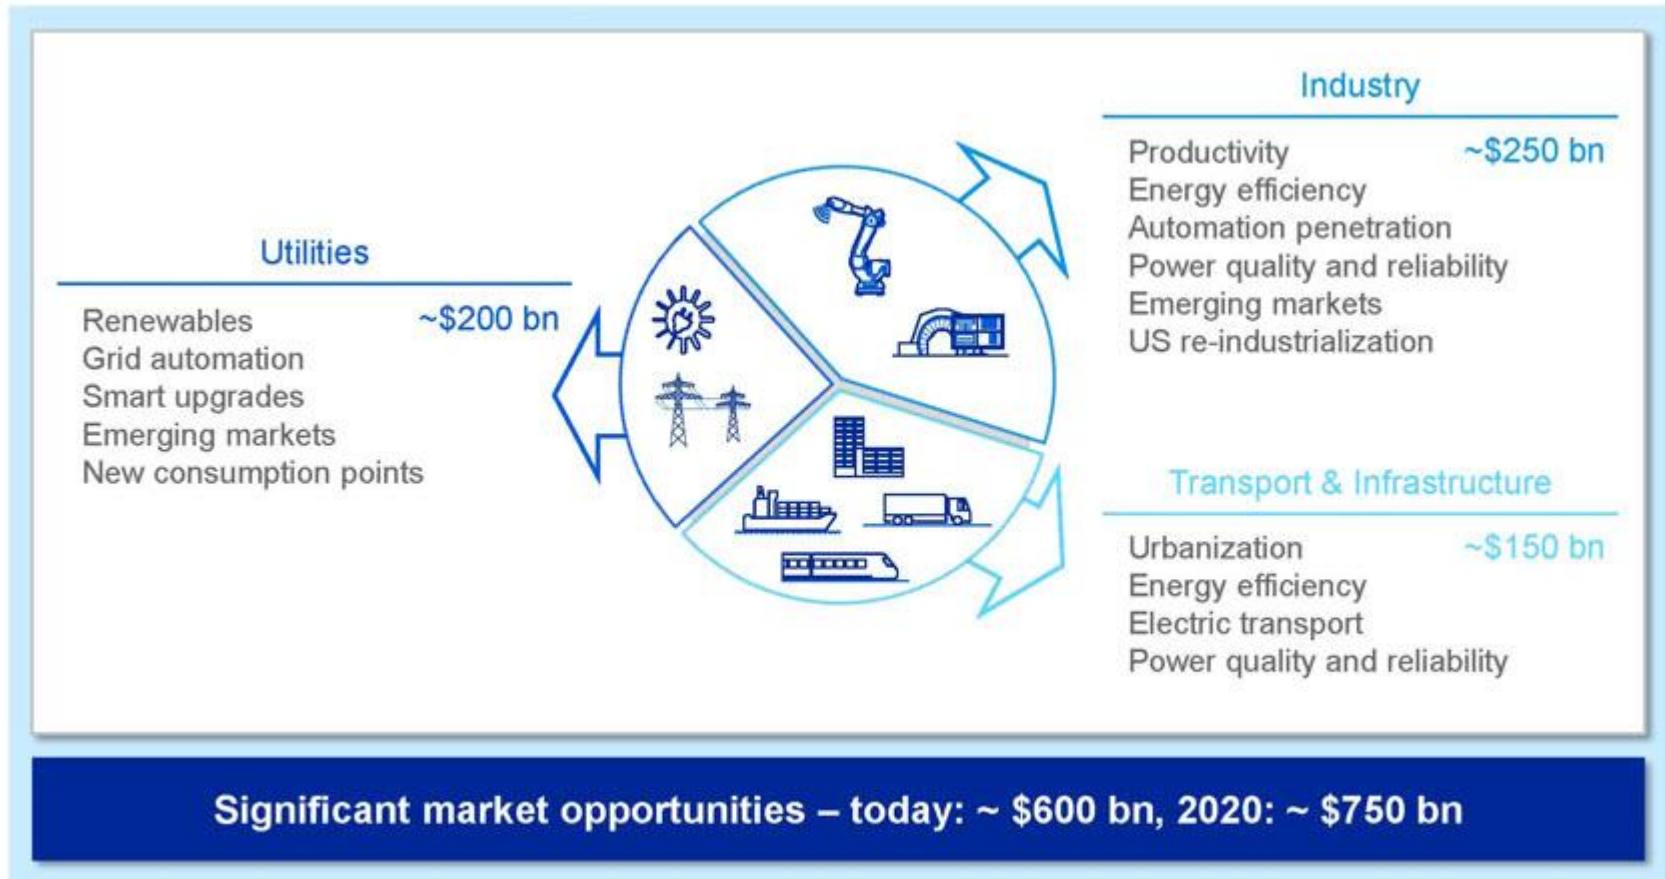 Industry
Productivity ~$250 bn
Energy efficiency
Automation penetration
Power quality and reliability
Emerging markets
US re-industrialization
Utilities
Renewables ~$200 bn
Grid automation
Smart upgrades
Emerging markets
New consumption points
Transport & Infrastructure
Urbanization ~$150 bn
Energy efficiency
Electric transport
Power quality and reliability
Significant market opportunities – today: ~ $600 bn, 2020: ~ $750 bn